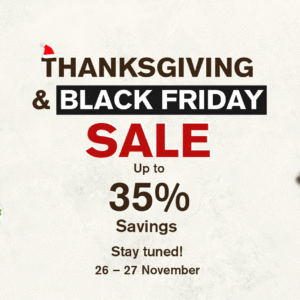 THANKSGIVING
& BLACK FRIDAY
SALE
Up to
35%
Savings
Stay tuned!
26 – 27 November